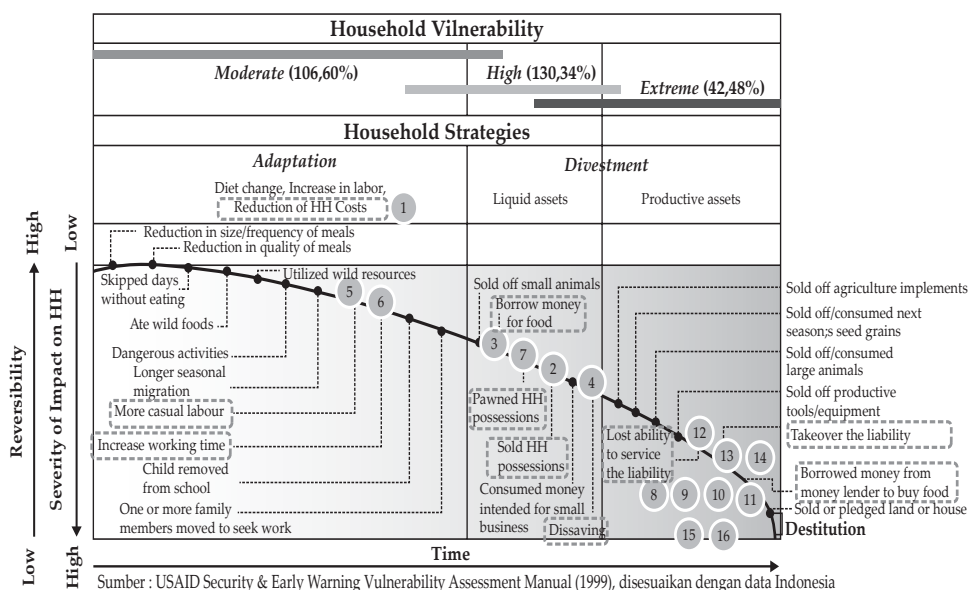 Household Vilnerability
Moderate (106,60%)
High (130,34%)
Extreme (42,48%)
Household Strategies
Adaptation
Divestment
Diet change, Increase in labor,
Reduction of HH Costs
1
Liquid assets
Productive assets
High
Low
Reversibility
Severity of Impact on HH
Low
High
Reduction in size/frequency of meals
Reduction in quality of meals
Skipped days
without eating
Utilized wild resources
Ate wild foods
Dangerous activities
Longer seasonal
migration
More casual labour
Increase working time
Child removed
from school
One or more family
members moved to seek work
5
6
Sold off small animals
Borrow money
for food
3
7
2
4
Pawned HH
possessions
Sold HH
possessions
Consumed money
intended for small
business
Dissaving
Lost ability
to service
the liability
12
13
14
8
9
10
11
15
16
Sold off agriculture implements
Sold off/consumed next
season;s seed grains
Sold off/consumed
large animals
Sold off productive
tools/equipment
Takeover the liability
Borrowed money from
money lender to buy food
Sold or pledged land or house
Destitution
Time
Sumber : USAID Security & Early Warning Vulnerability Assessment Manual (1999), disesuaikan dengan data Indonesia